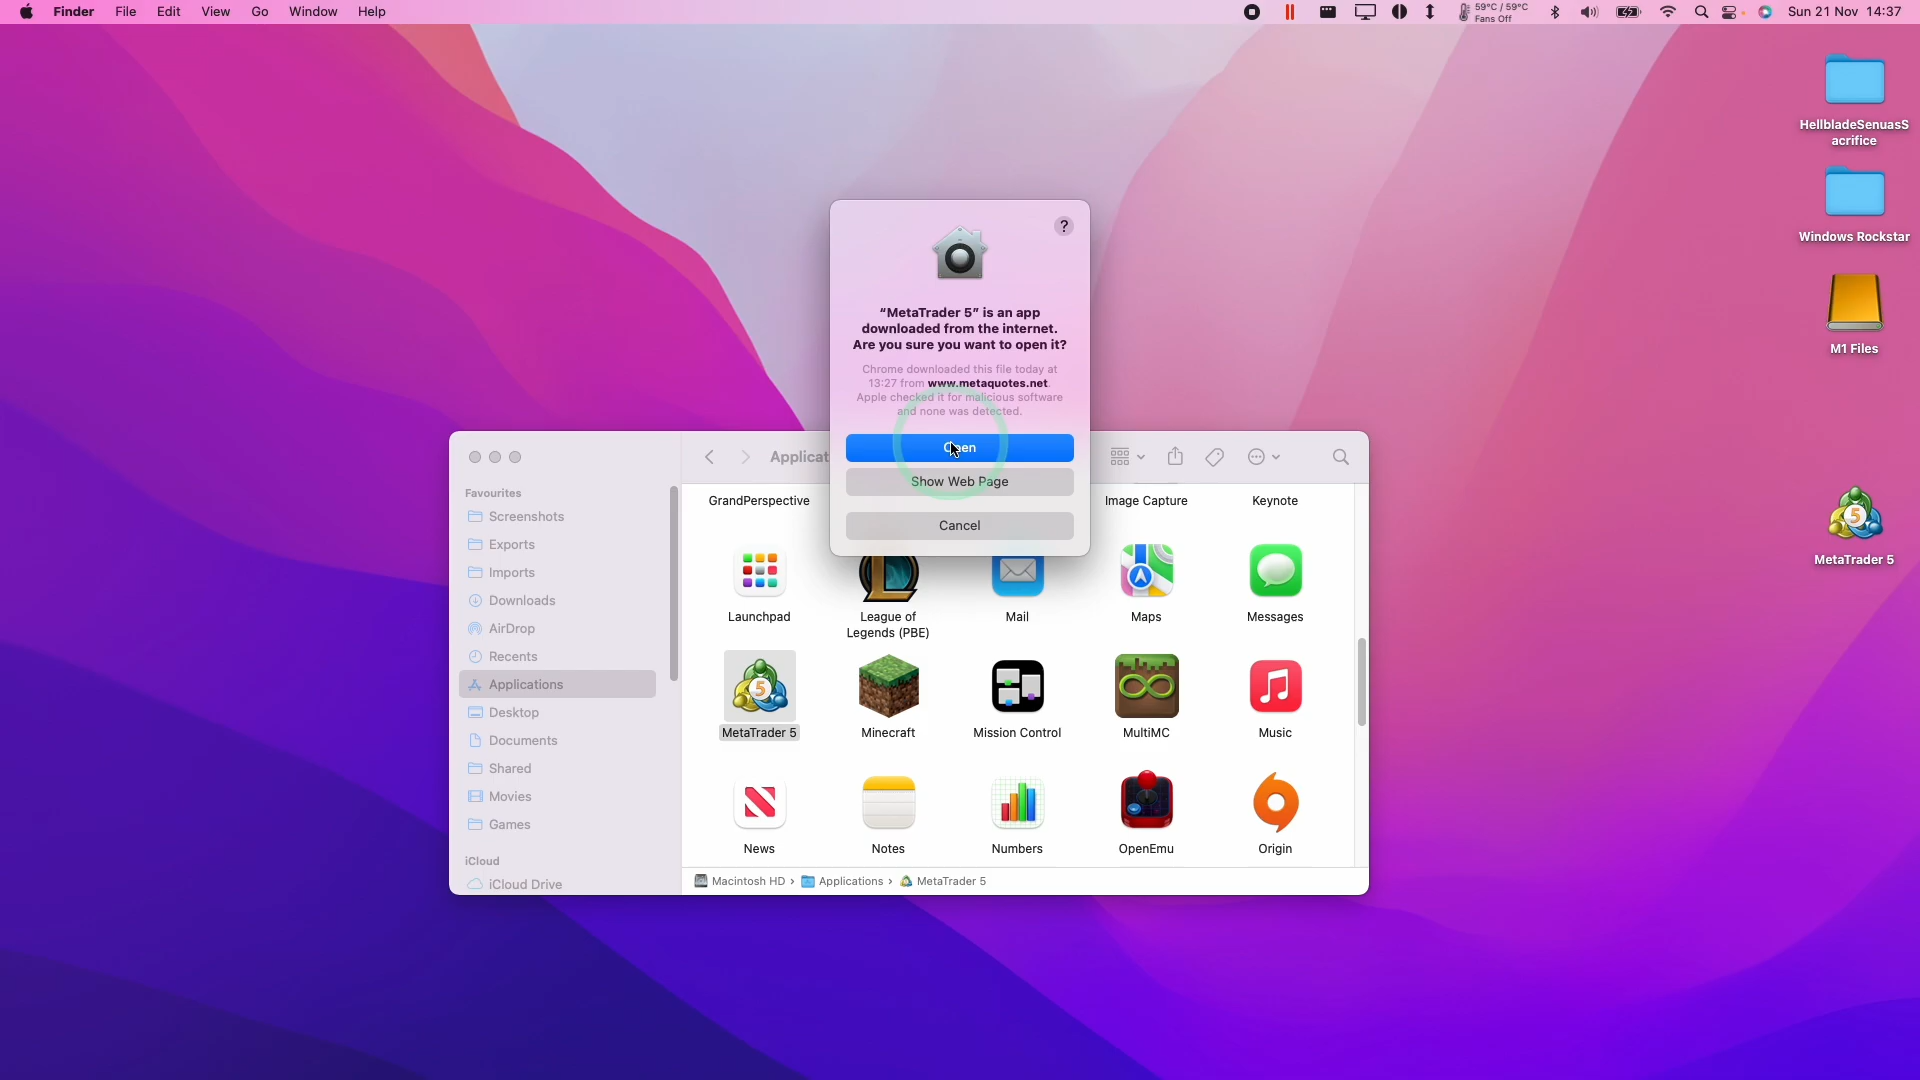 Finder File Edit View Go Window Help
59°C / 59°C
Fans Off
Sun 21 Nov 14:37
HellbladeSenuasS
acrifice
Windows Rockstar
M1 Files
MetaTrader 5
?
“MetaTrader 5” is an app
downloaded from the internet.
Are you sure you want to open it?
Chrome downloaded this file today at
13:27 from www.metaquotes.net.
Apple checked it for malicious software
and none was detected.
Open
Show Web Page
Cancel
Applicat
Favourites
Screenshots
Exports
Imports
Downloads
AirDrop
Recents
Applications
Desktop
Documents
Shared
Movies
Games
iCloud
iCloud Drive
GrandPerspective Image Capture Keynote
Launchpad League of Mail Maps Messages
Legends (PBE)
5
MetaTrader 5 Minecraft Mission Control MultiMC Music
News Notes Numbers OpenEmu Origin
Macintosh HD › Applications › MetaTrader 5